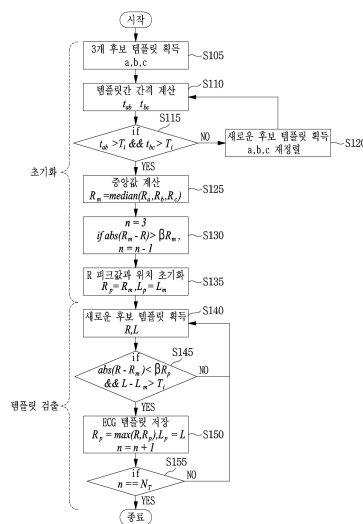 시작
3개 후보 템플릿 획득
a,b,c
S105
템플릿간 간격 계산
t_ab t_bc
S110
if
t_ab >T_i && t_bc> T_i
S115
NO
새로운 후보 템플릿 획득
a,b,c 재정렬
S120
YES
중앙값 계산
R_m =median(R_a,R_b,R_c)
S125
초기화
n = 3
if abs(R_m - R)> βR_m ,
n = n - 1
S130
R 피크값과 위치 초기화
R_p= R_m , L_p= L_m
S135
새로운 후보 템플릿 획득
R,L
S140
if
abs(R - R_m)< βR_p
&& L - L_m> T_i
S145
NO
템플릿 검출
YES
ECG 템플릿 저장
R_p = max(R,R_p),L_p= L
n = n + 1
S150
if
n == N_T
S155
NO
YES
종료